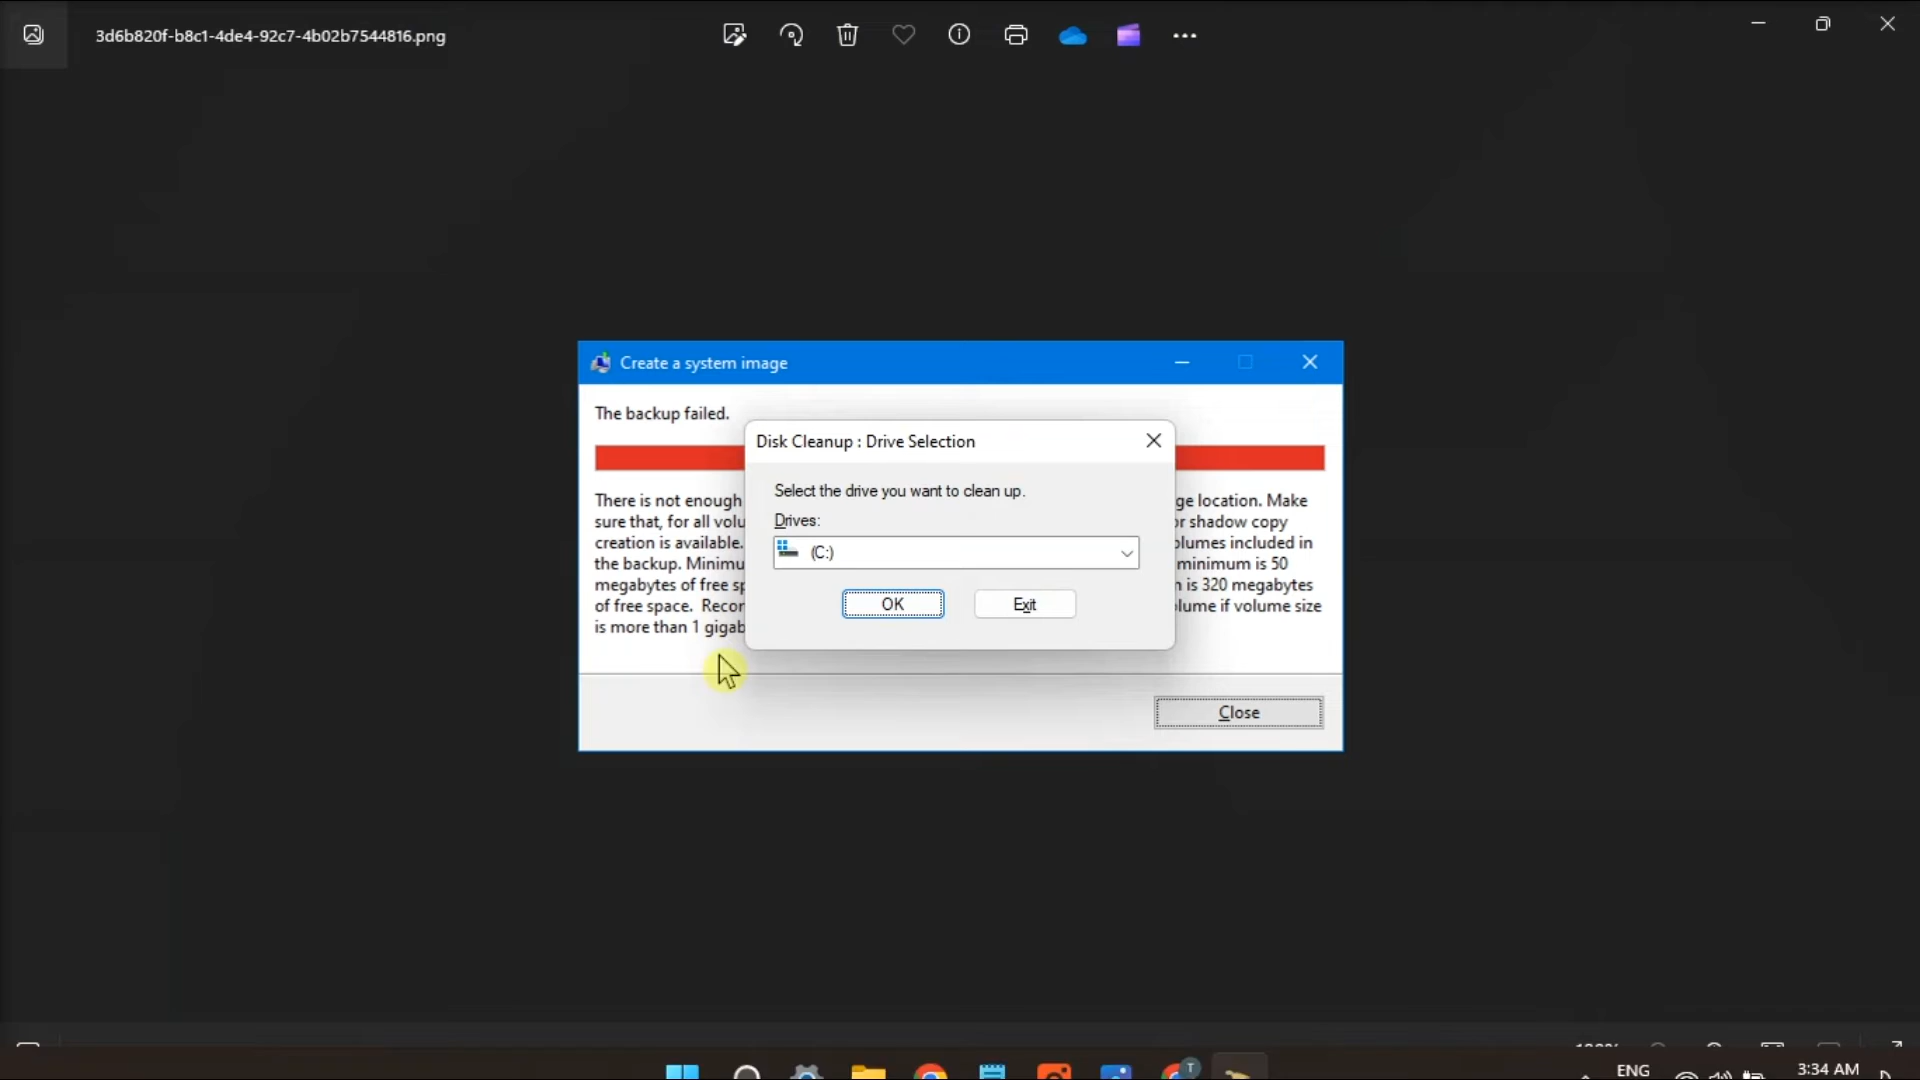 3d6b820f-b8c1-4de4-92c7-4b02b7544816.png
Create a system image
The backup failed.
Disk Cleanup : Drive Selection
Select the drive you want to clean up.
Drives:
(C:)
OK
Exit
There is not enough
sure that, for all volu
creation is available.
the backup. Minimu
megabytes of free sp
of free space. Recor
is more than 1 gigab
ge location. Make
or shadow copy
olumes included in
minimum is 50
is 320 megabytes
lume if volume size
Close
T
ENG
3:34 AM